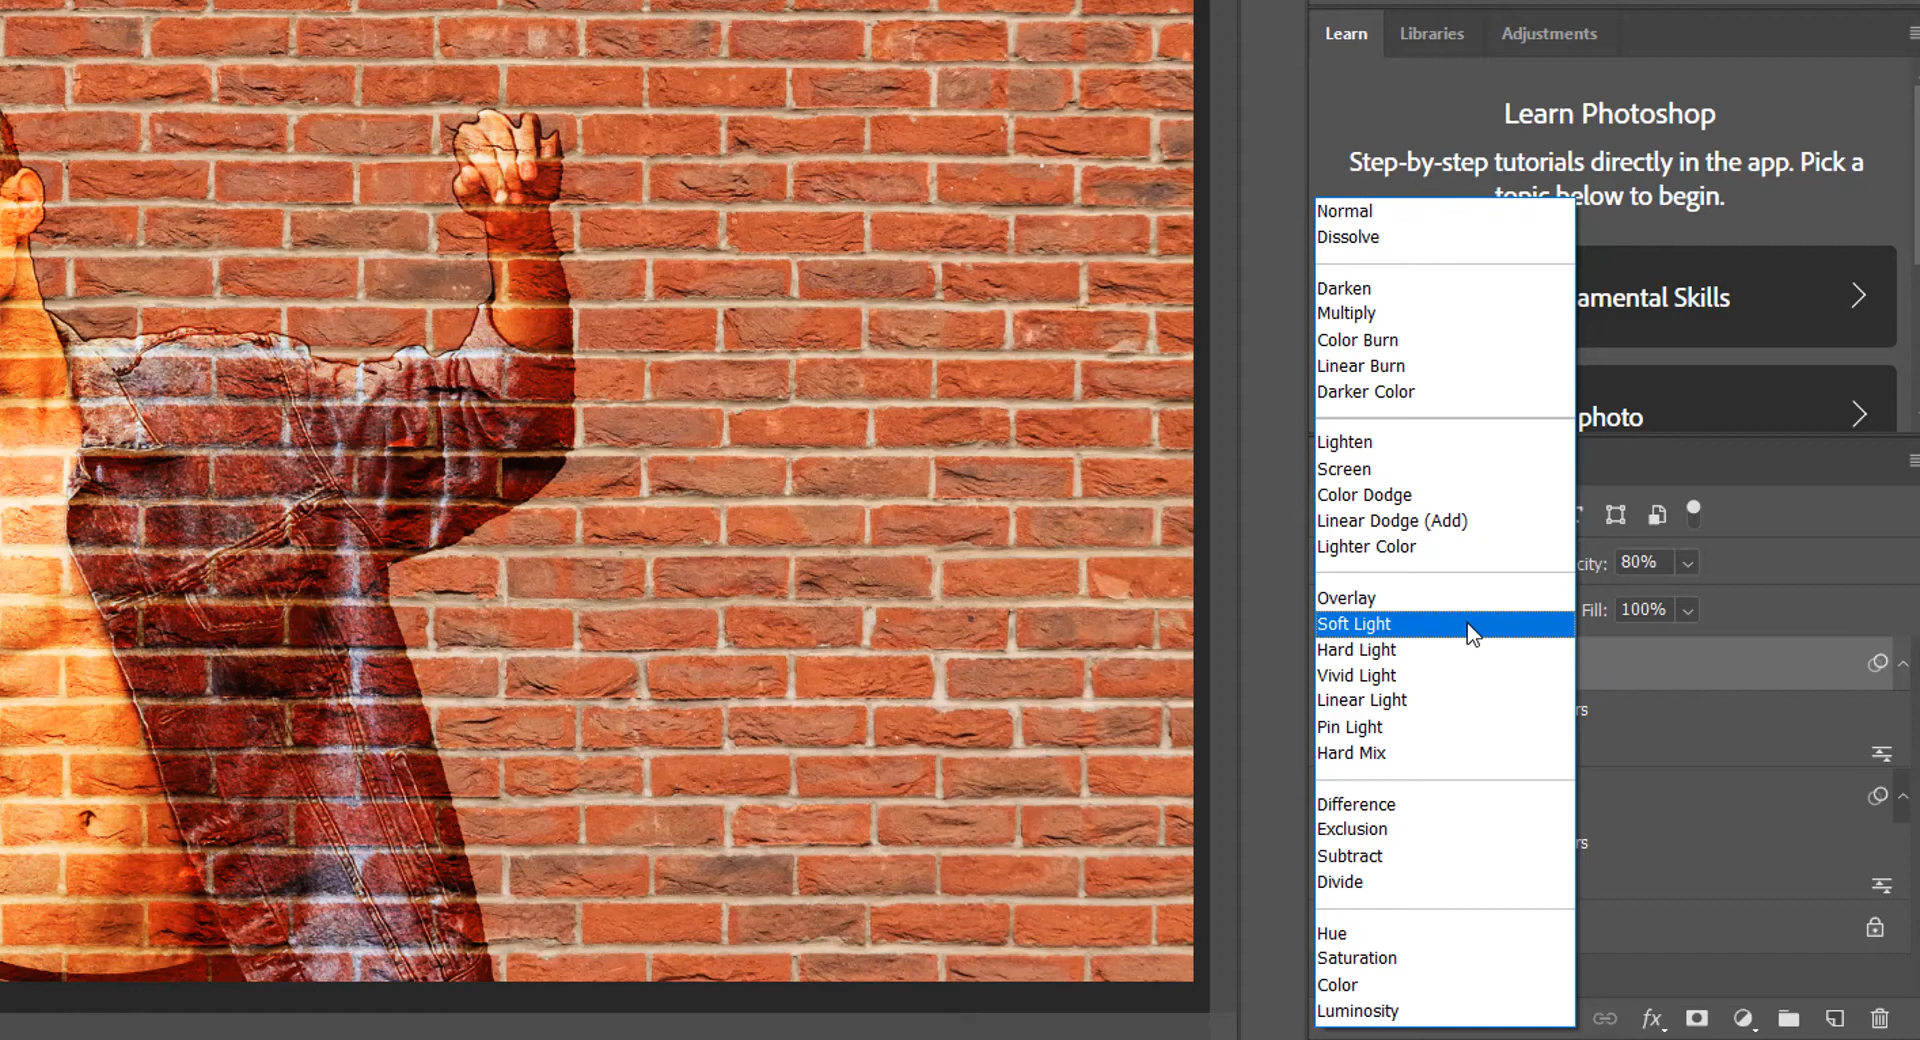 Learn Libraries Adjustments
Learn Photoshop
Step-by-step tutorials directly in the app. Pick a
topic below to begin.
Normal
Dissolve
amental Skills
Darken
Multiply
Color Burn
Linear Burn
Darker Color
photo
Lighten
Screen
Color Dodge
Linear Dodge (Add)
Lighter Color
city: 80%
Overlay
Fill: 100%
Soft Light
Hard Light
Vivid Light
Linear Light
rs
Pin Light
Hard Mix
Difference
Exclusion
rs
Subtract
Divide
Hue
Saturation
Color
Luminosity
fx